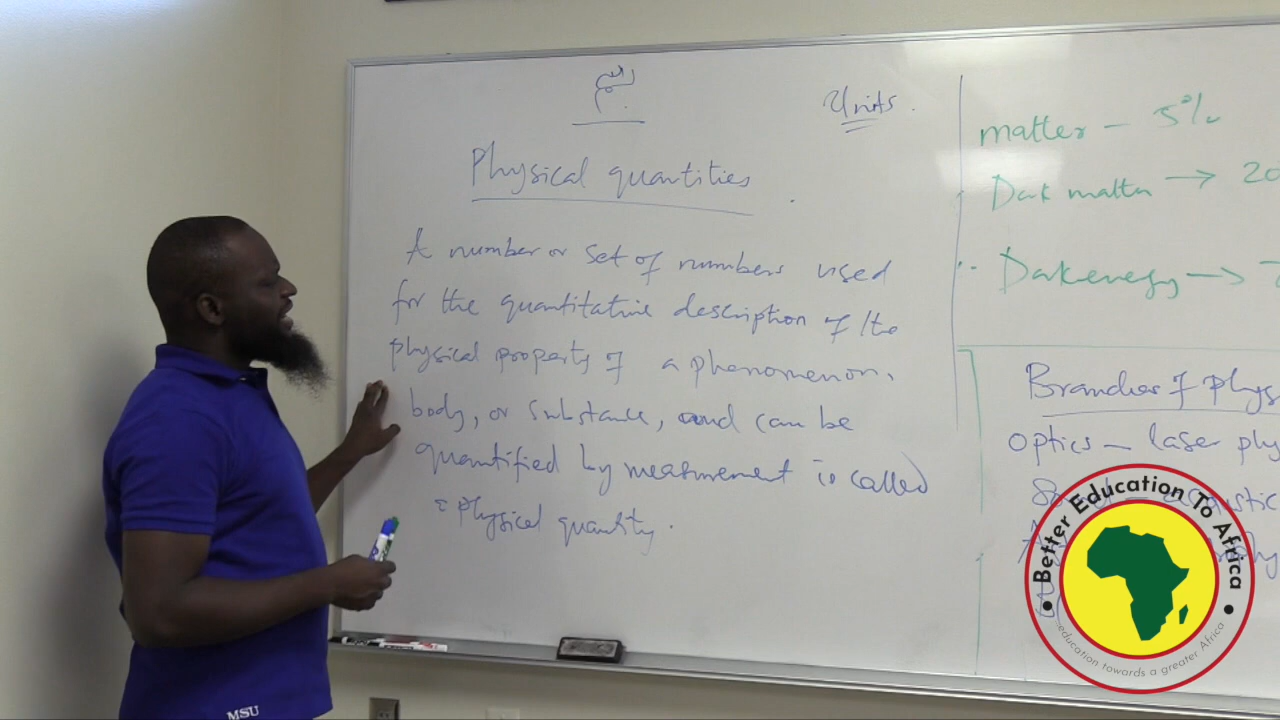 Units.
Physical quantities
A number or set of numbers used
for the quantitative description of the
physical property of a phenomenon,
body, or substance, and can be
quantified by measurement is called
a physical quantity.
matter - 5%
Dark matter → 20
Dark energy →
Branches of phys
Optics - laser phy
acoustic
Better Education To Africa
education towards a greater Africa
MSU